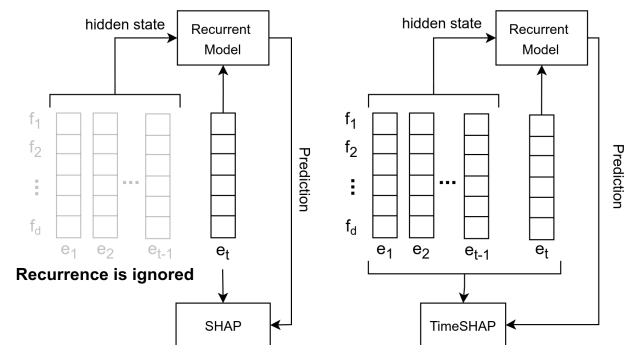 hidden state
Recurrent
Model
f1
f2
...
fd
e1 e2 ... et-1
et
Recurrence is ignored
Prediction
SHAP
hidden state
Recurrent
Model
f1
f2
...
fd
e1 e2 ... et-1
et
Prediction
TimeSHAP